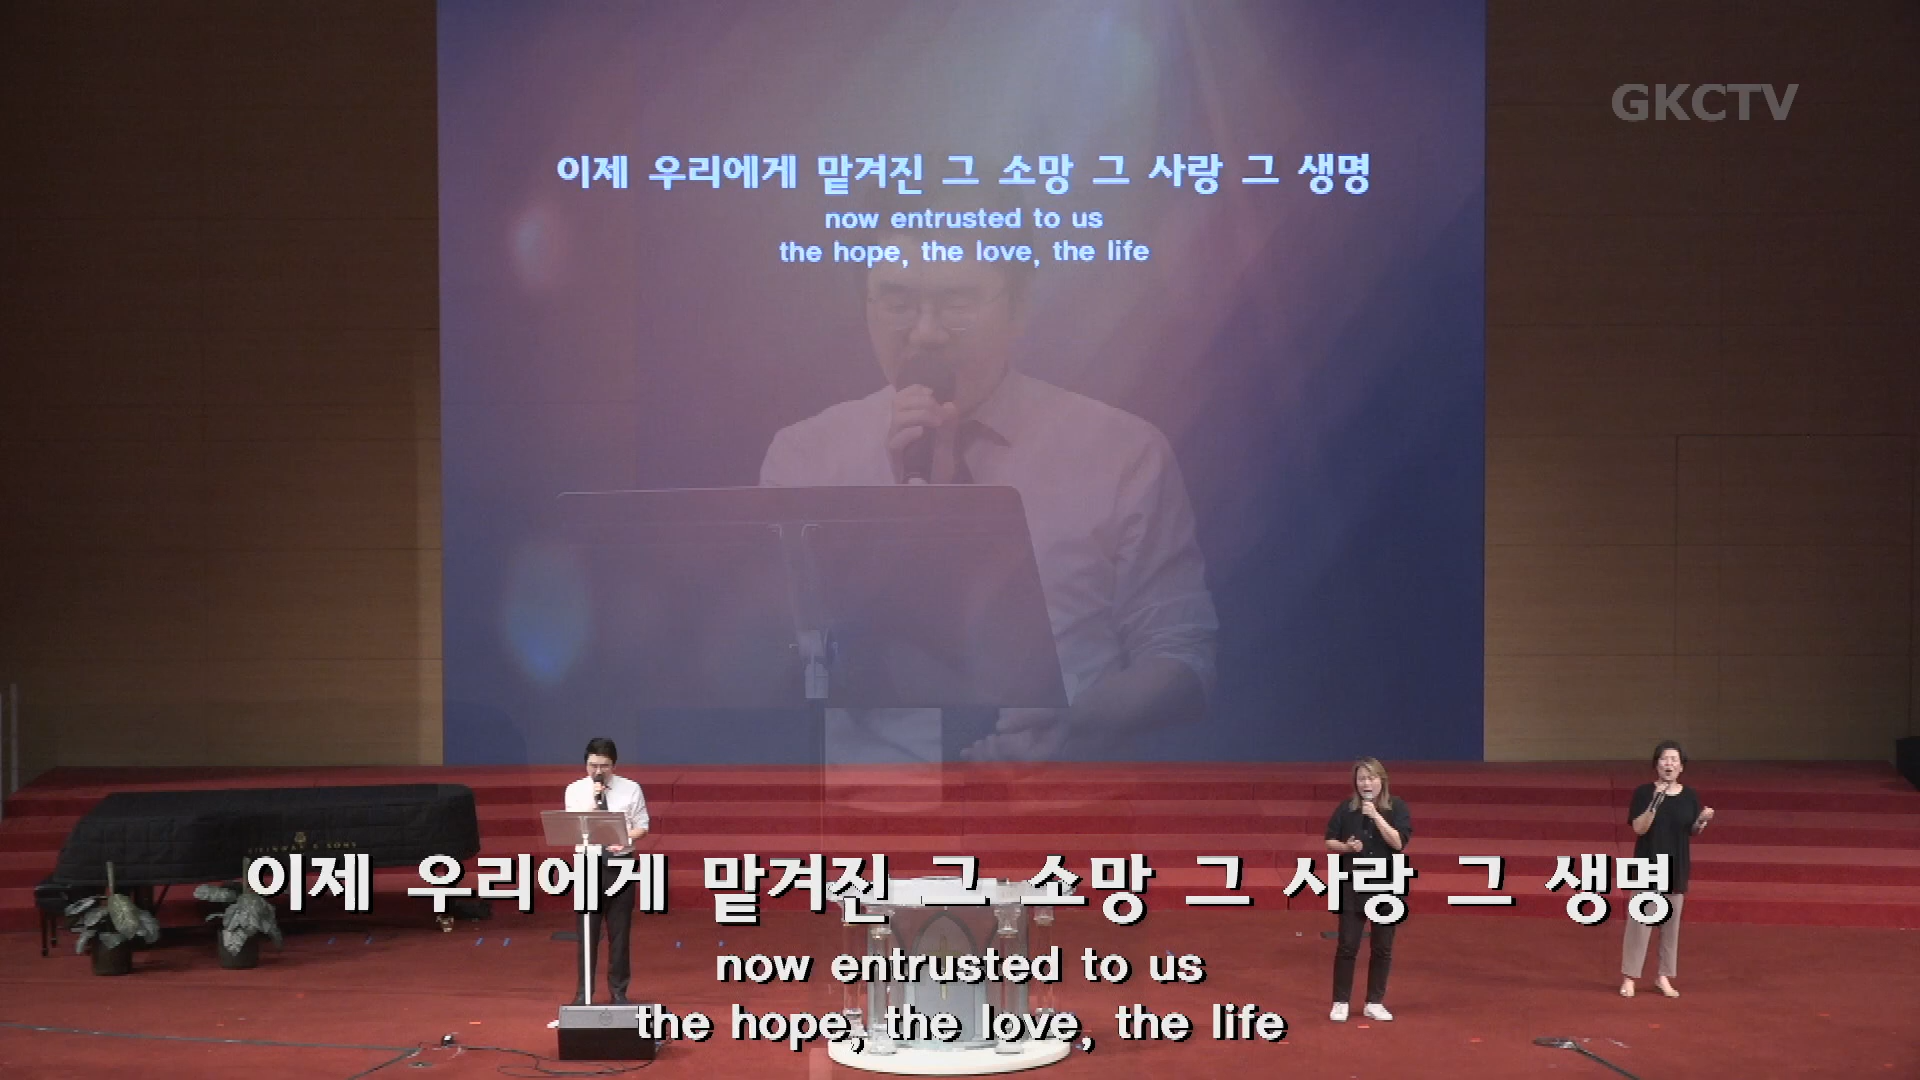 GKCTV
이제 우리에게 맡겨진 그 소망 그 사랑 그 생명
now entrusted to us
the hope, the love, the life
STEINWAY & SONS
이제 우리에게 맡겨진 그 소망 그 사랑 그 생명
now entrusted to us
the hope, the love, the life